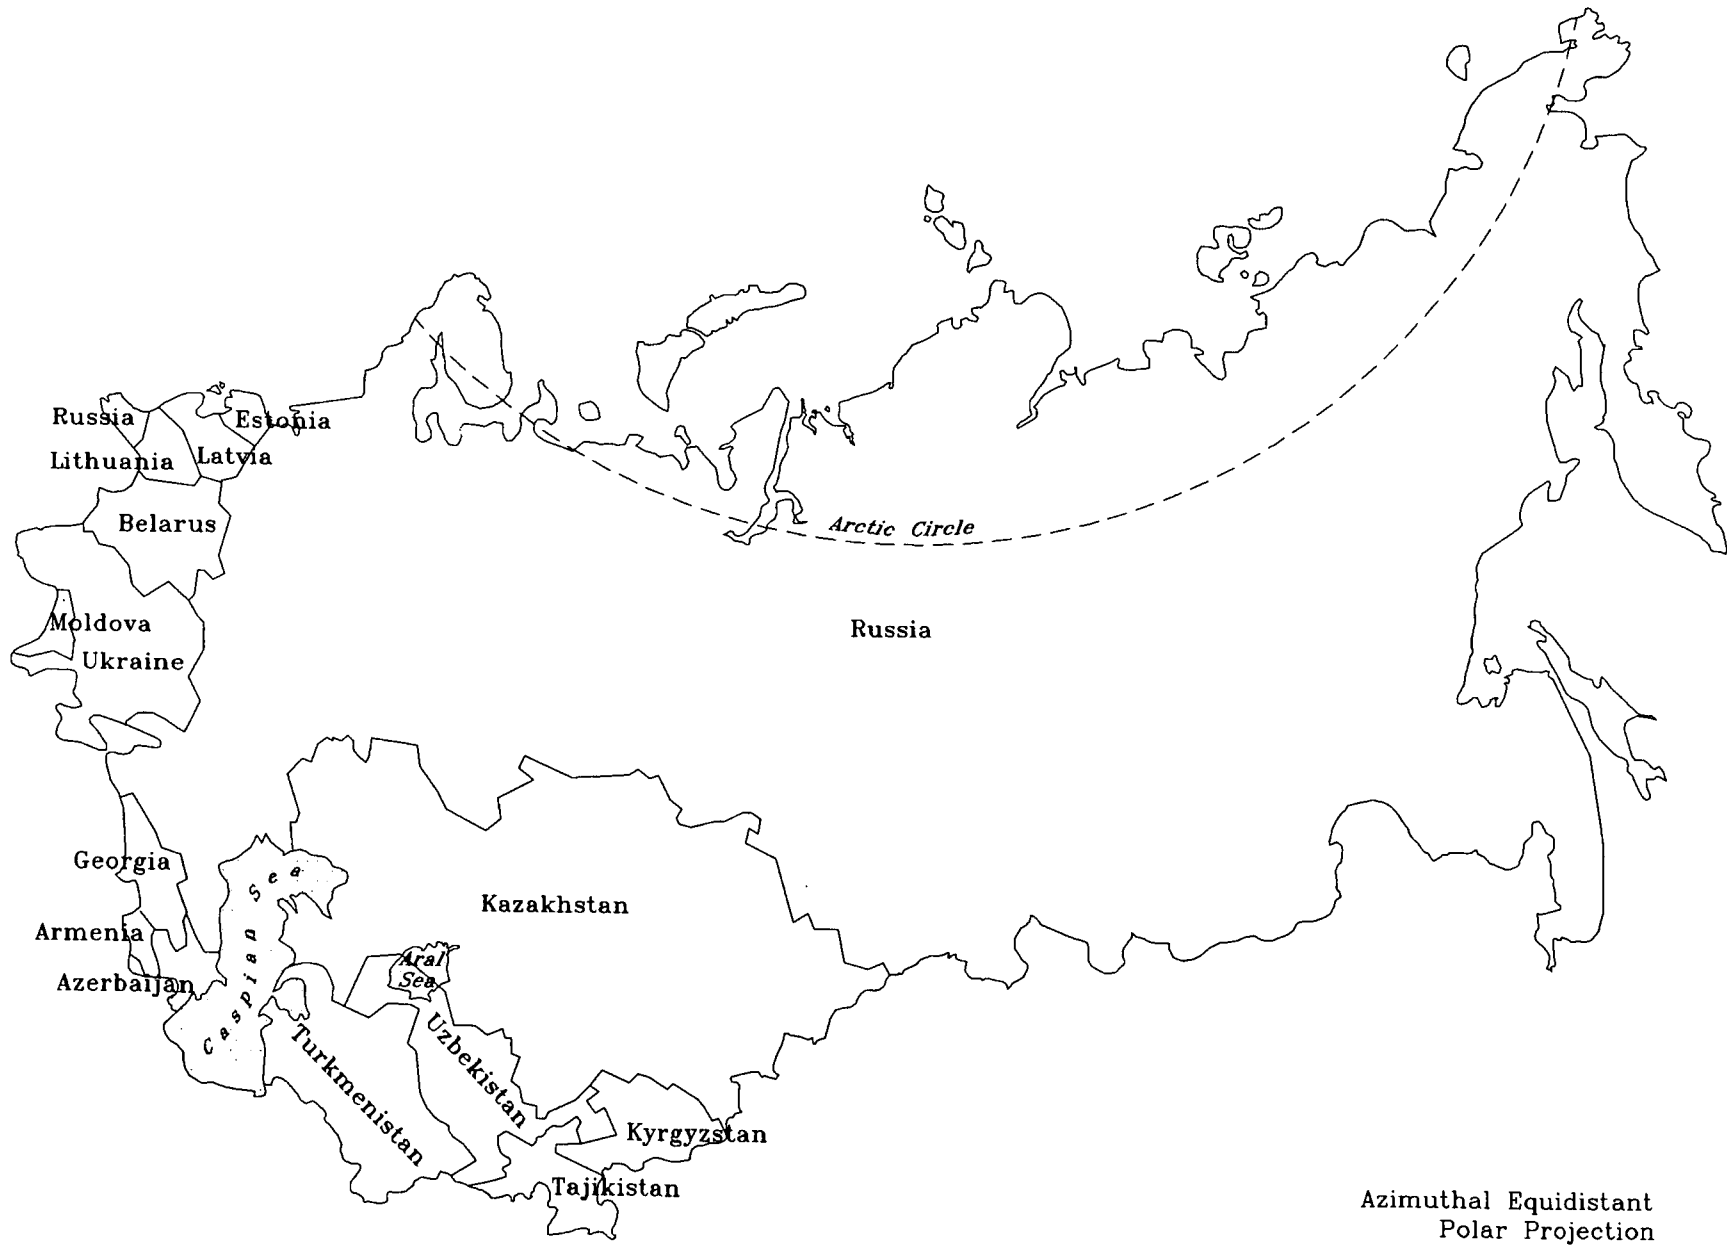 Russia
Estonia
Lithuania
Latvia
Belarus
Arctic Circle
Moldova
Russia
Ukraine
Georgia
Caspian Sea
Kazakhstan
Armenia
Aral
Sea
Azerbaijan
Uzbekistan
Turkmenistan
Kyrgyzstan
Tajikistan
Azimuthal Equidistant
Polar Projection